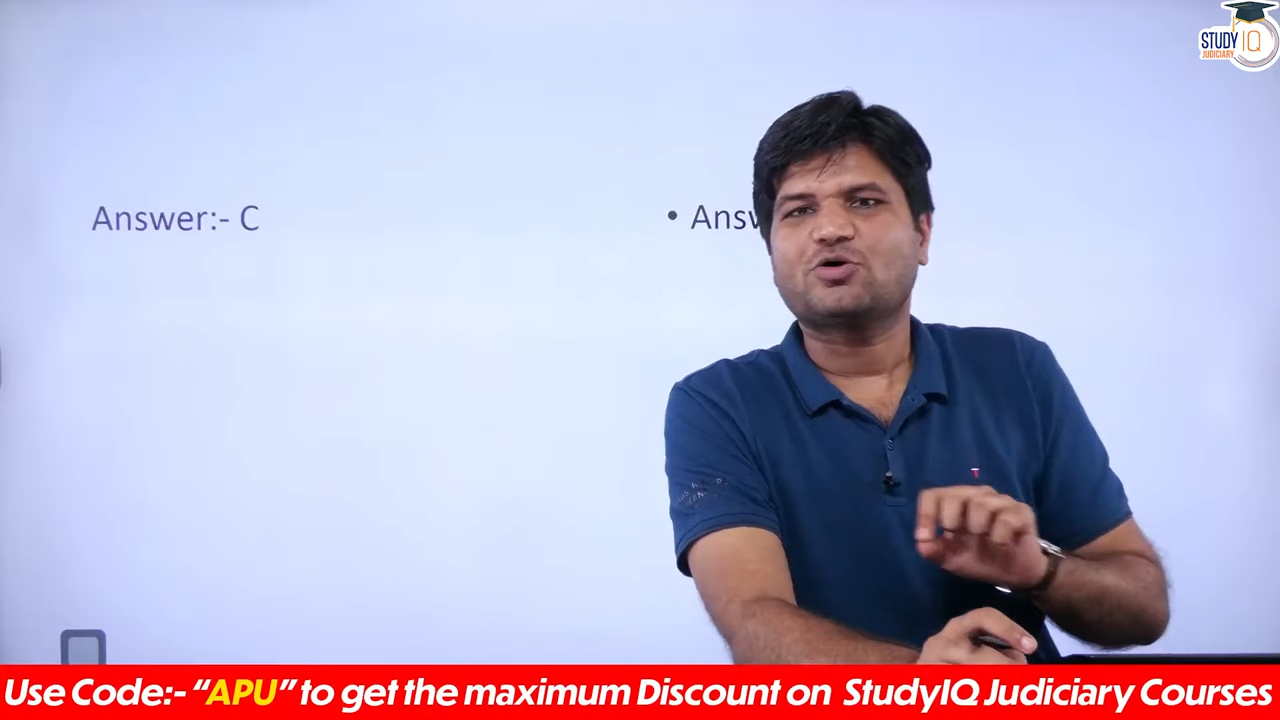 STUDY IQ
JUDICIARY
Answer:- C
• Answ
Use Code:- “APU” to get the maximum Discount on StudyIQ Judiciary Courses